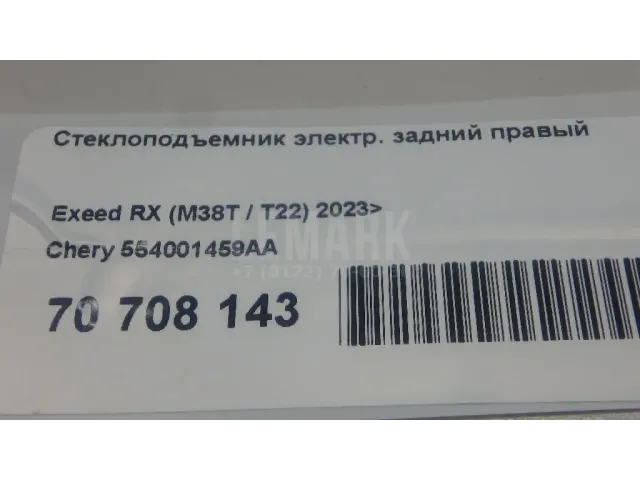 Стеклоподъемник электр. задний правый
Exeed RX (M38T / T22) 2023>
Chery 554001459AA
70 708 143